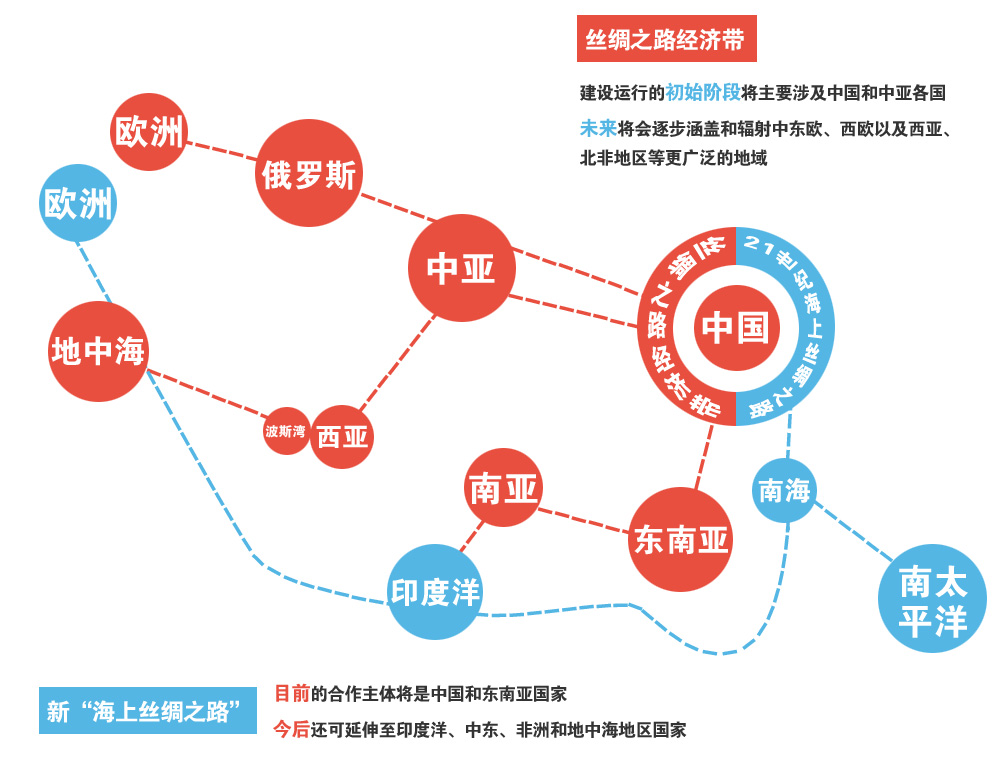 丝绸之路经济带
建设运行的初始阶段将主要涉及中国和中亚各国
未来将会逐步涵盖和辐射中东欧、西欧以及西亚、
北非地区等更广泛的地域
欧洲
俄罗斯
欧洲
中亚
丝绸之路经济带
21世纪海上丝绸之路
中国
地中海
波斯湾
西亚
南亚
东南亚
南海
印度洋
南太
平洋
新“海上丝绸之路”
目前的合作主体将是中国和东南亚国家
今后还可延伸至印度洋、中东、非洲和地中海地区国家